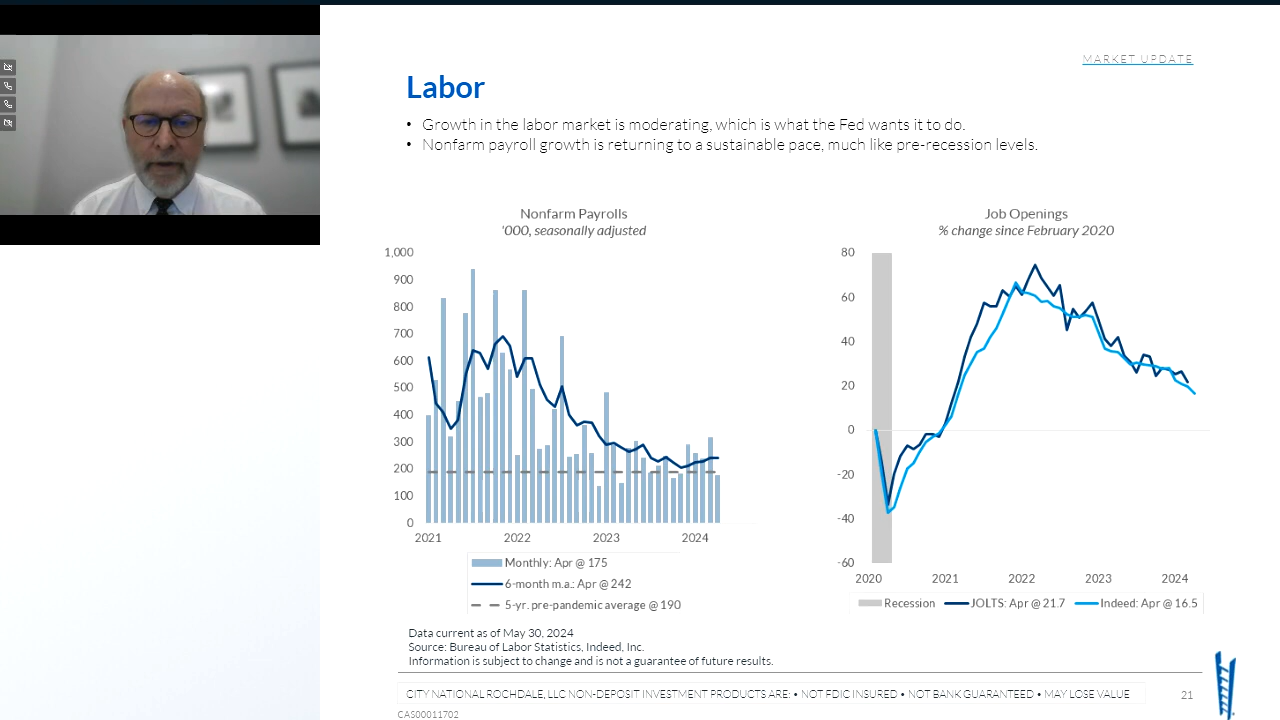 MARKET UPDATE
Labor
• Growth in the labor market is moderating, which is what the Fed wants it to do.
• Nonfarm payroll growth is returning to a sustainable pace, much like pre-recession levels.
Nonfarm Payrolls
'000, seasonally adjusted
1,000
900
800
700
600
500
400
300
200
100
0
2021 2022 2023 2024
Monthly: Apr @ 175
6-month m.a.: Apr @ 242
5-yr. pre-pandemic average @ 190
Job Openings
% change since February 2020
80
60
40
20
0
-20
-40
-60
2020 2021 2022 2023 2024
Recession JOLTS: Apr @ 21.7 Indeed: Apr @ 16.5
Data current as of May 30, 2024
Source: Bureau of Labor Statistics, Indeed, Inc.
Information is subject to change and is not a guarantee of future results.
CITY NATIONAL ROCHDALE, LLC NON-DEPOSIT INVESTMENT PRODUCTS ARE: • NOT FDIC INSURED • NOT BANK GUARANTEED • MAY LOSE VALUE
21
CAS00011702